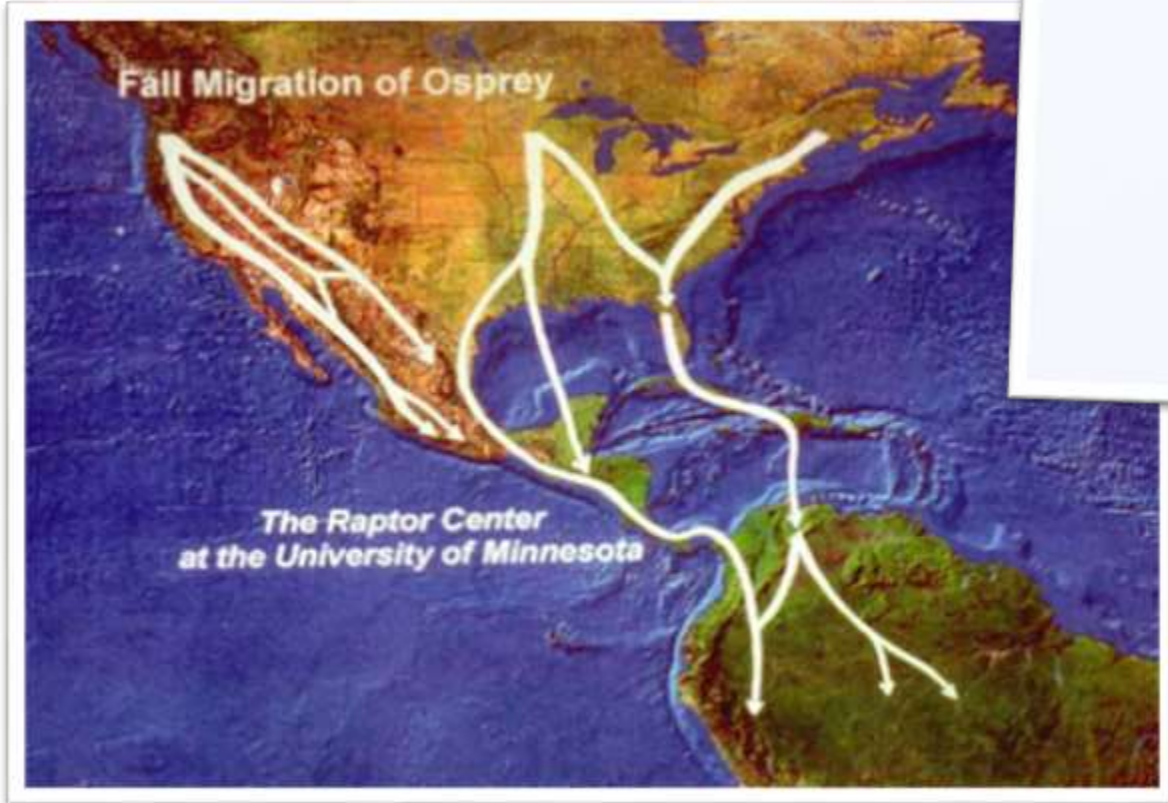 Fall Migration of Osprey
The Raptor Center
at the University of Minnesota